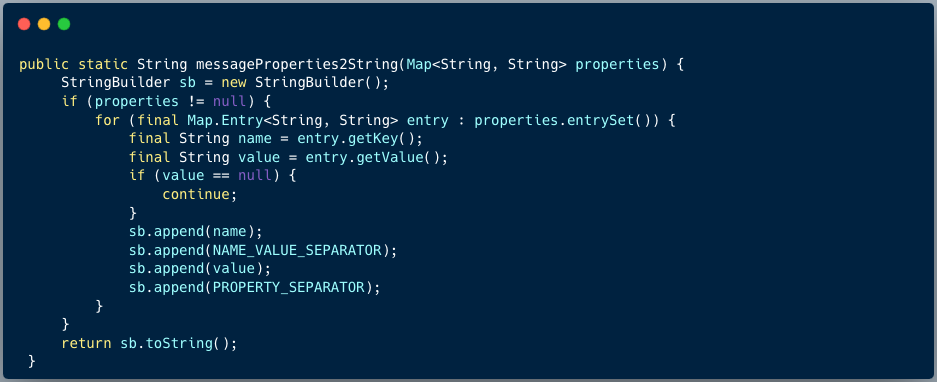 public static String messageProperties2String(Map<String, String> properties) {
     StringBuilder sb = new StringBuilder();
     if (properties != null) {
         for (final Map.Entry<String, String> entry : properties.entrySet()) {
             final String name = entry.getKey();
             final String value = entry.getValue();
             if (value == null) {
                 continue;
             }
             sb.append(name);
             sb.append(NAME_VALUE_SEPARATOR);
             sb.append(value);
             sb.append(PROPERTY_SEPARATOR);
         }
     }
     return sb.toString();
 }